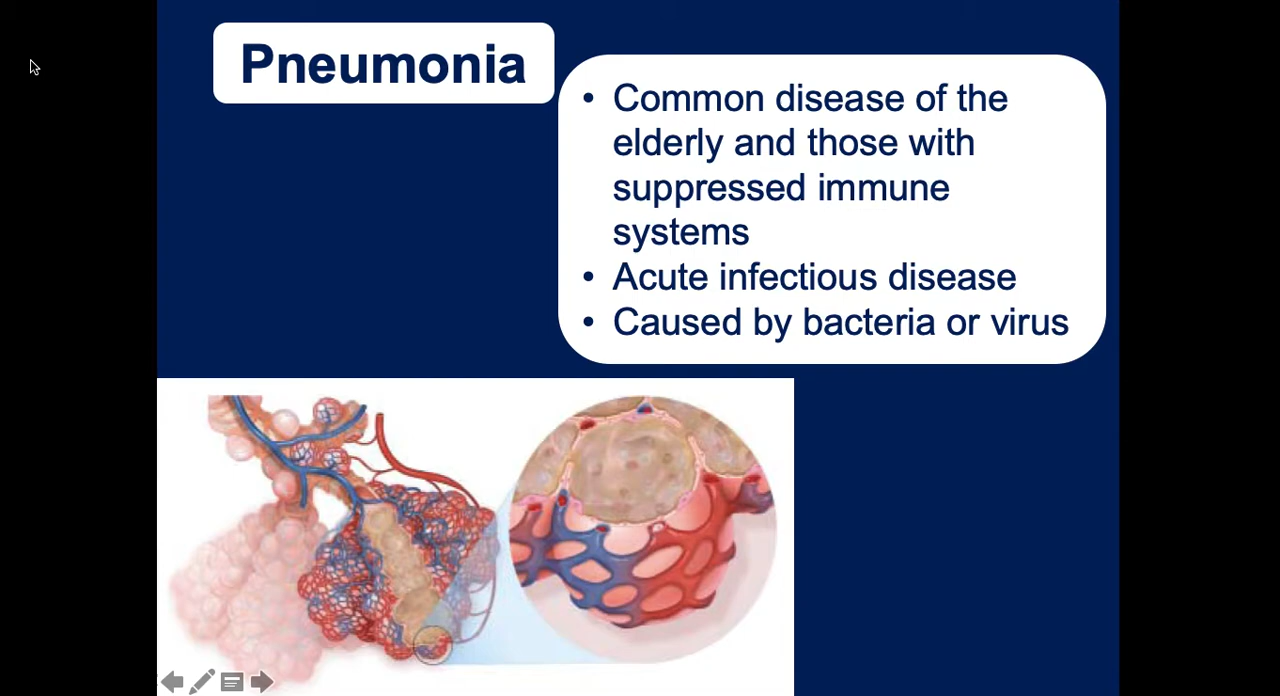 Pneumonia
• Common disease of the
elderly and those with
suppressed immune
systems
• Acute infectious disease
• Caused by bacteria or virus